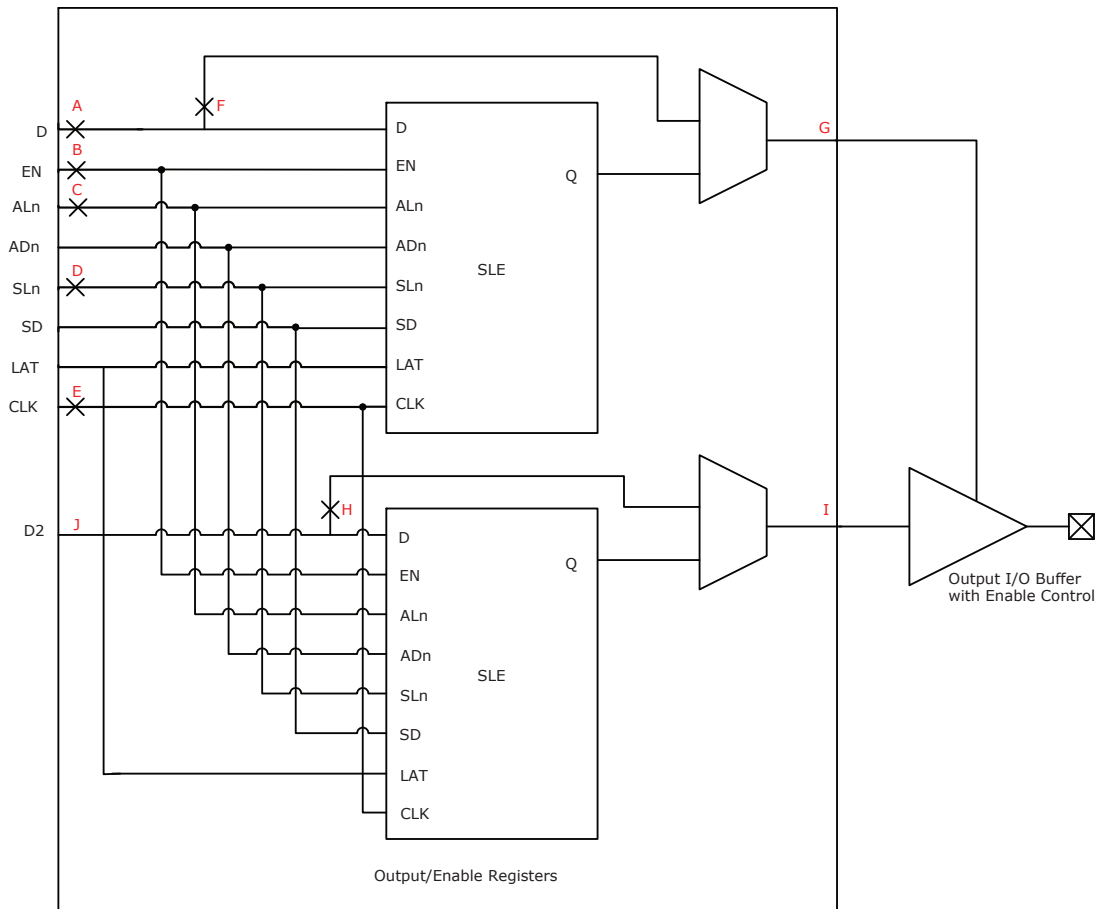 A
F
D
D
G
B
EN
EN
Q
C
ALn
ALn
ADn
ADn
SLE
D
SLn
SLn
SD
SD
LAT
LAT
E
CLK
CLK
H
I
J
D2
D
Q
EN
Output I/O Buffer
with Enable Control
ALn
ADn
SLE
SLn
SD
LAT
CLK
Output/Enable Registers